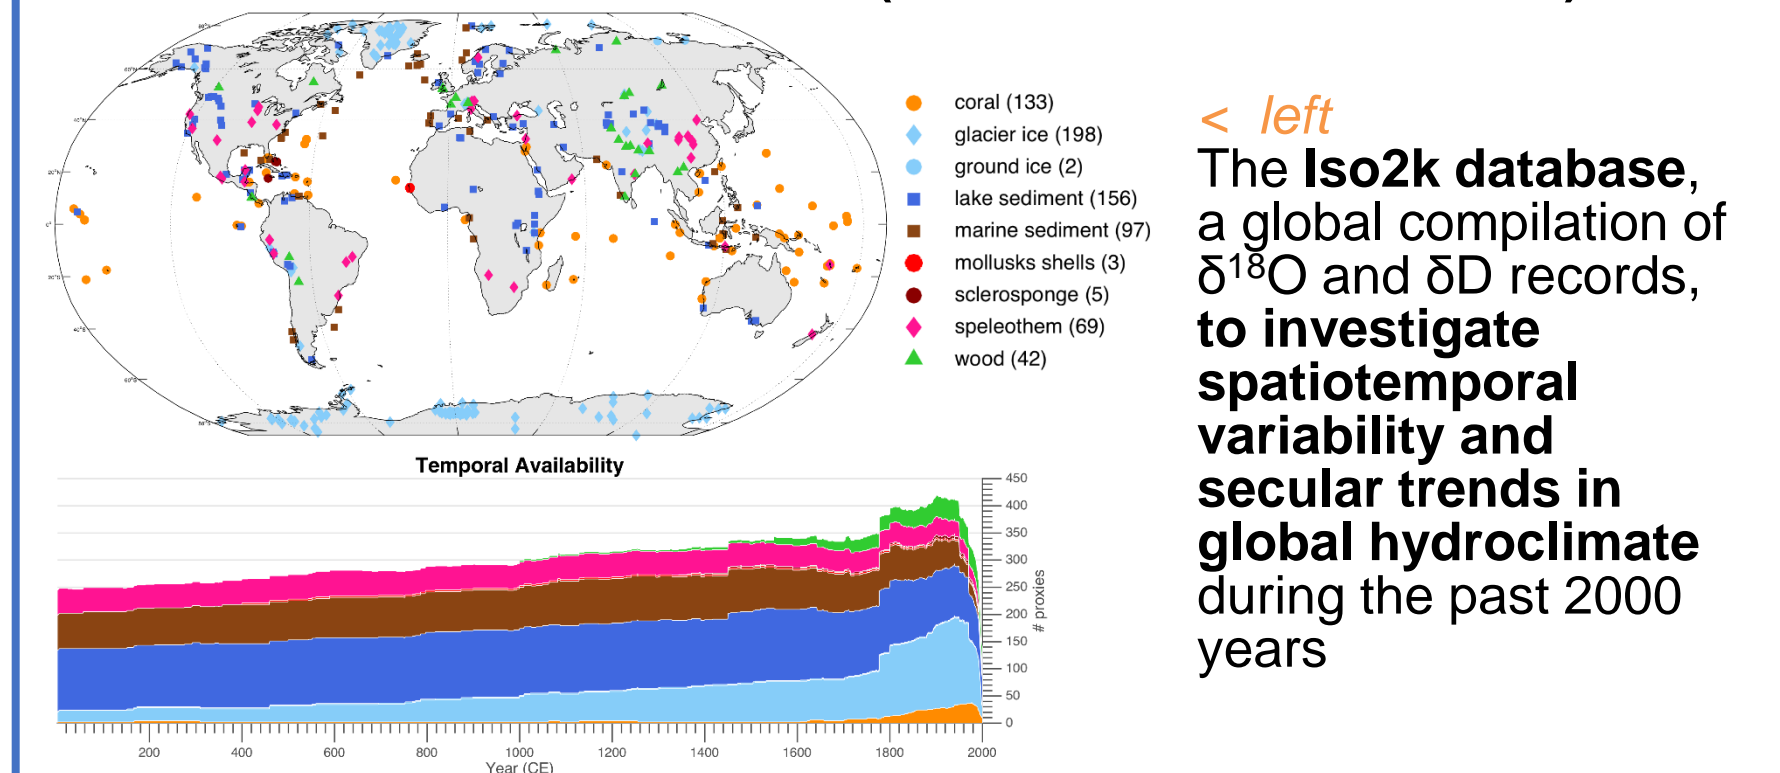 coral (133)
glacier ice (198)
ground ice (2)
lake sediment (156)
marine sediment (97)
mollusks shells (3)
sclerosponge (5)
speleothem (69)
wood (42)
< left
The Iso2k database,
a global compilation of
δ¹⁸O and δD records,
to investigate
spatiotemporal
variability and
secular trends in
global hydroclimate
during the past 2000
years
Temporal Availability
450
400
350
300
250
200
150
100
50
0
# proxies
200 400 600 800 1000 1200 1400 1600 1800 2000
Year (CE)